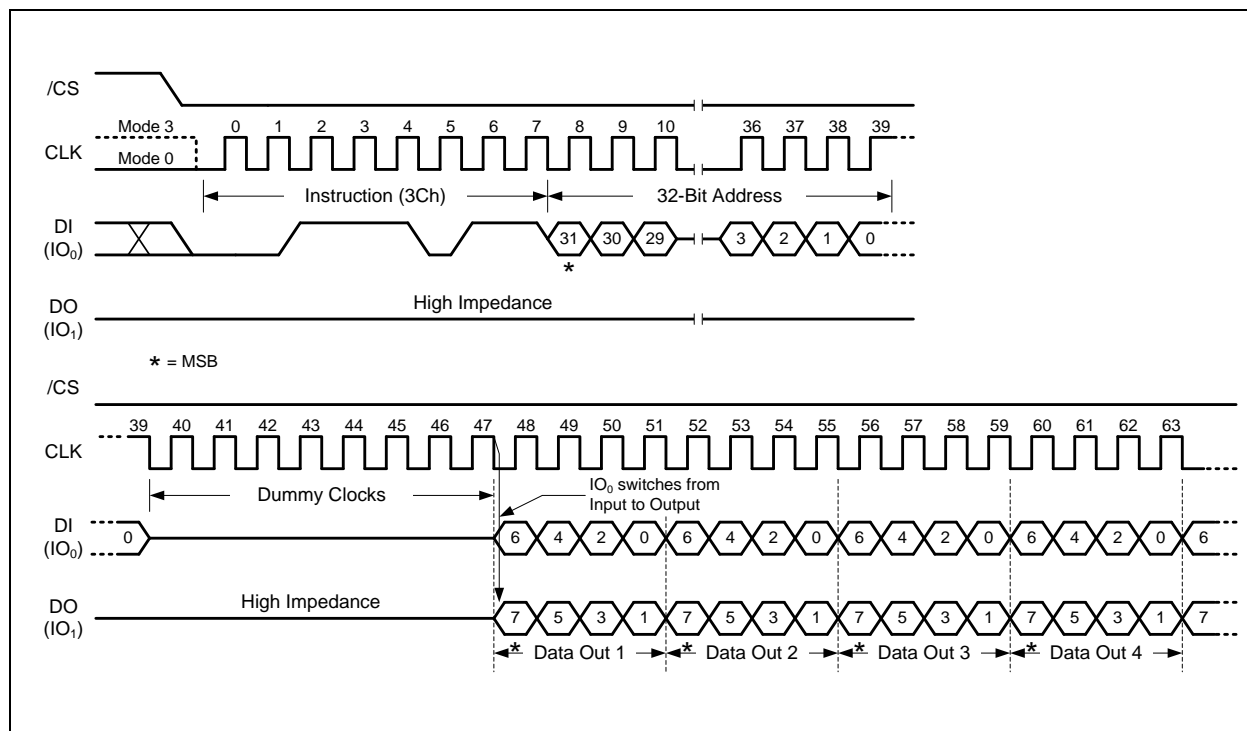 /CS
Mode 3 0 1 2 3 4 5 6 7 8 9 10 36 37 38 39
CLK
Mode 0
Instruction (3Ch) 32-Bit Address
DI
(IO0) 31 30 29 3 2 1 0
*
DO High Impedance
(IO1)
* = MSB
/CS
39 40 41 42 43 44 45 46 47 48 49 50 51 52 53 54 55 56 57 58 59 60 61 62 63
CLK
Dummy Clocks IO0 switches from
Input to Output
DI
(IO0) 0 6 4 2 0 6 4 2 0 6 4 2 0 6 4 2 0 6
DO High Impedance
(IO1) 7 5 3 1 7 5 3 1 7 5 3 1 7 5 3 1 7
* Data Out 1 * Data Out 2 * Data Out 3 * Data Out 4